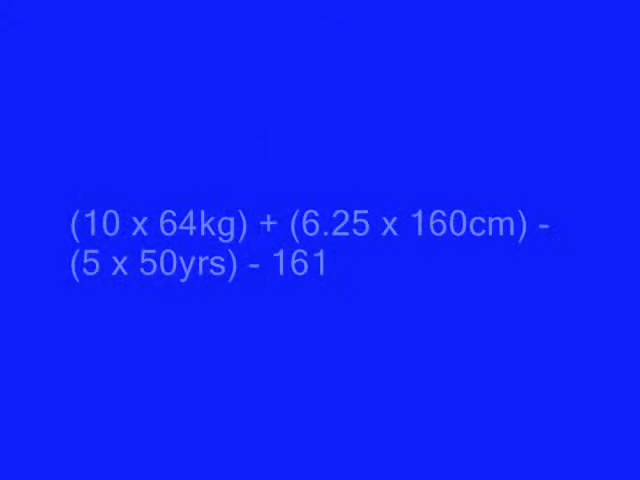 (10 x 64kg) + (6.25 x 160cm) -
(5 x 50yrs) - 161